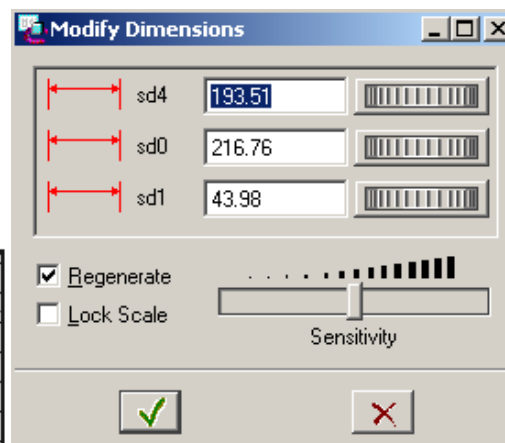 Modify Dimensions
sd4 193.51
sd0 216.76
sd1 43.98
Regenerate
Lock Scale
Sensitivity